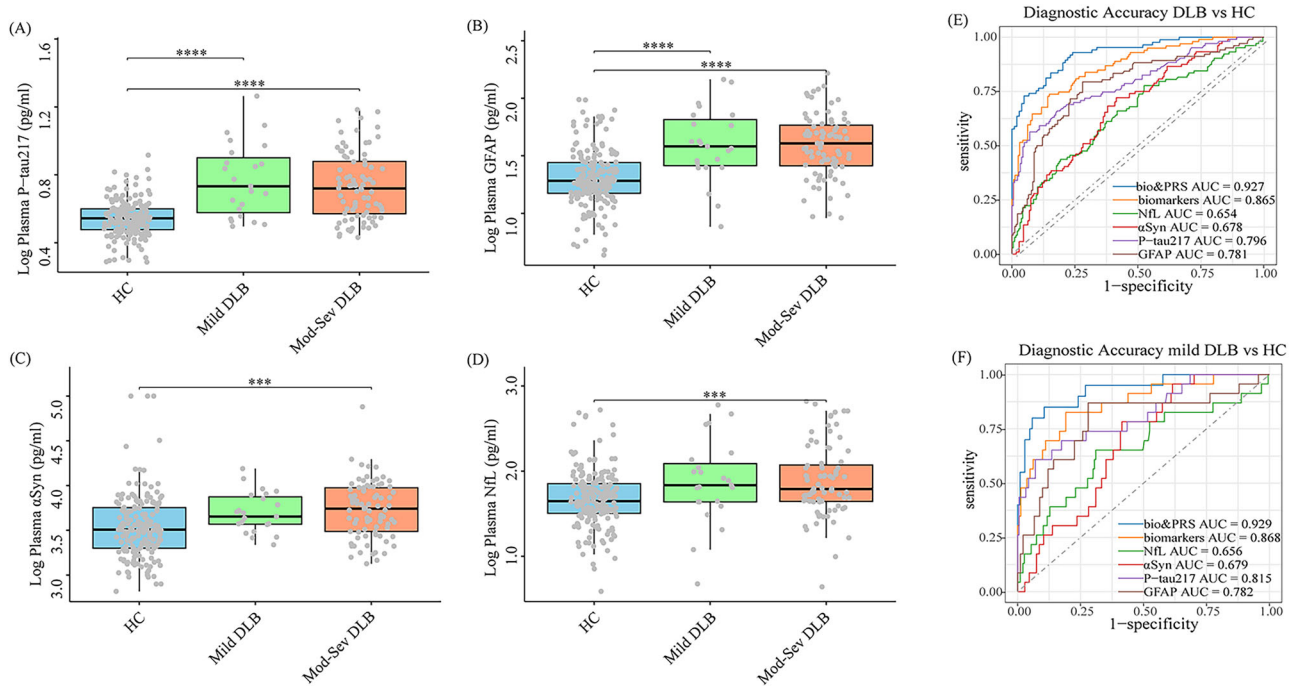 (A)
Log Plasma P-tau217 (pg/ml)
1.6
1.2
0.8
0.4
****
****
HC
Mild DLB
Mod-Sev DLB
(B)
Log Plasma GFAP (pg/ml)
2.5
2.0
1.5
1.0
****
****
HC
Mild DLB
Mod-Sev DLB
(E)
Diagnostic Accuracy DLB vs HC
sensitivity
1.00
0.75
0.50
0.25
0.00
bio&PRS AUC = 0.927
biomarkers AUC = 0.865
NfL AUC = 0.654
αSyn AUC = 0.678
P-tau217 AUC = 0.796
GFAP AUC = 0.781
0.00 0.25 0.50 0.75 1.00
1-specificity
(C)
Log Plasma αSyn (pg/ml)
5.0
4.5
4.0
3.5
3.0
***
HC
Mild DLB
Mod-Sev DLB
(D)
Log Plasma NfL (pg/ml)
3.0
2.0
1.0
***
HC
Mild DLB
Mod-Sev DLB
(F)
Diagnostic Accuracy mild DLB vs HC
sensitivity
1.00
0.75
0.50
0.25
0.00
bio&PRS AUC = 0.929
biomarkers AUC = 0.868
NfL AUC = 0.656
αSyn AUC = 0.679
P-tau217 AUC = 0.815
GFAP AUC = 0.782
0.00 0.25 0.50 0.75 1.00
1-specificity